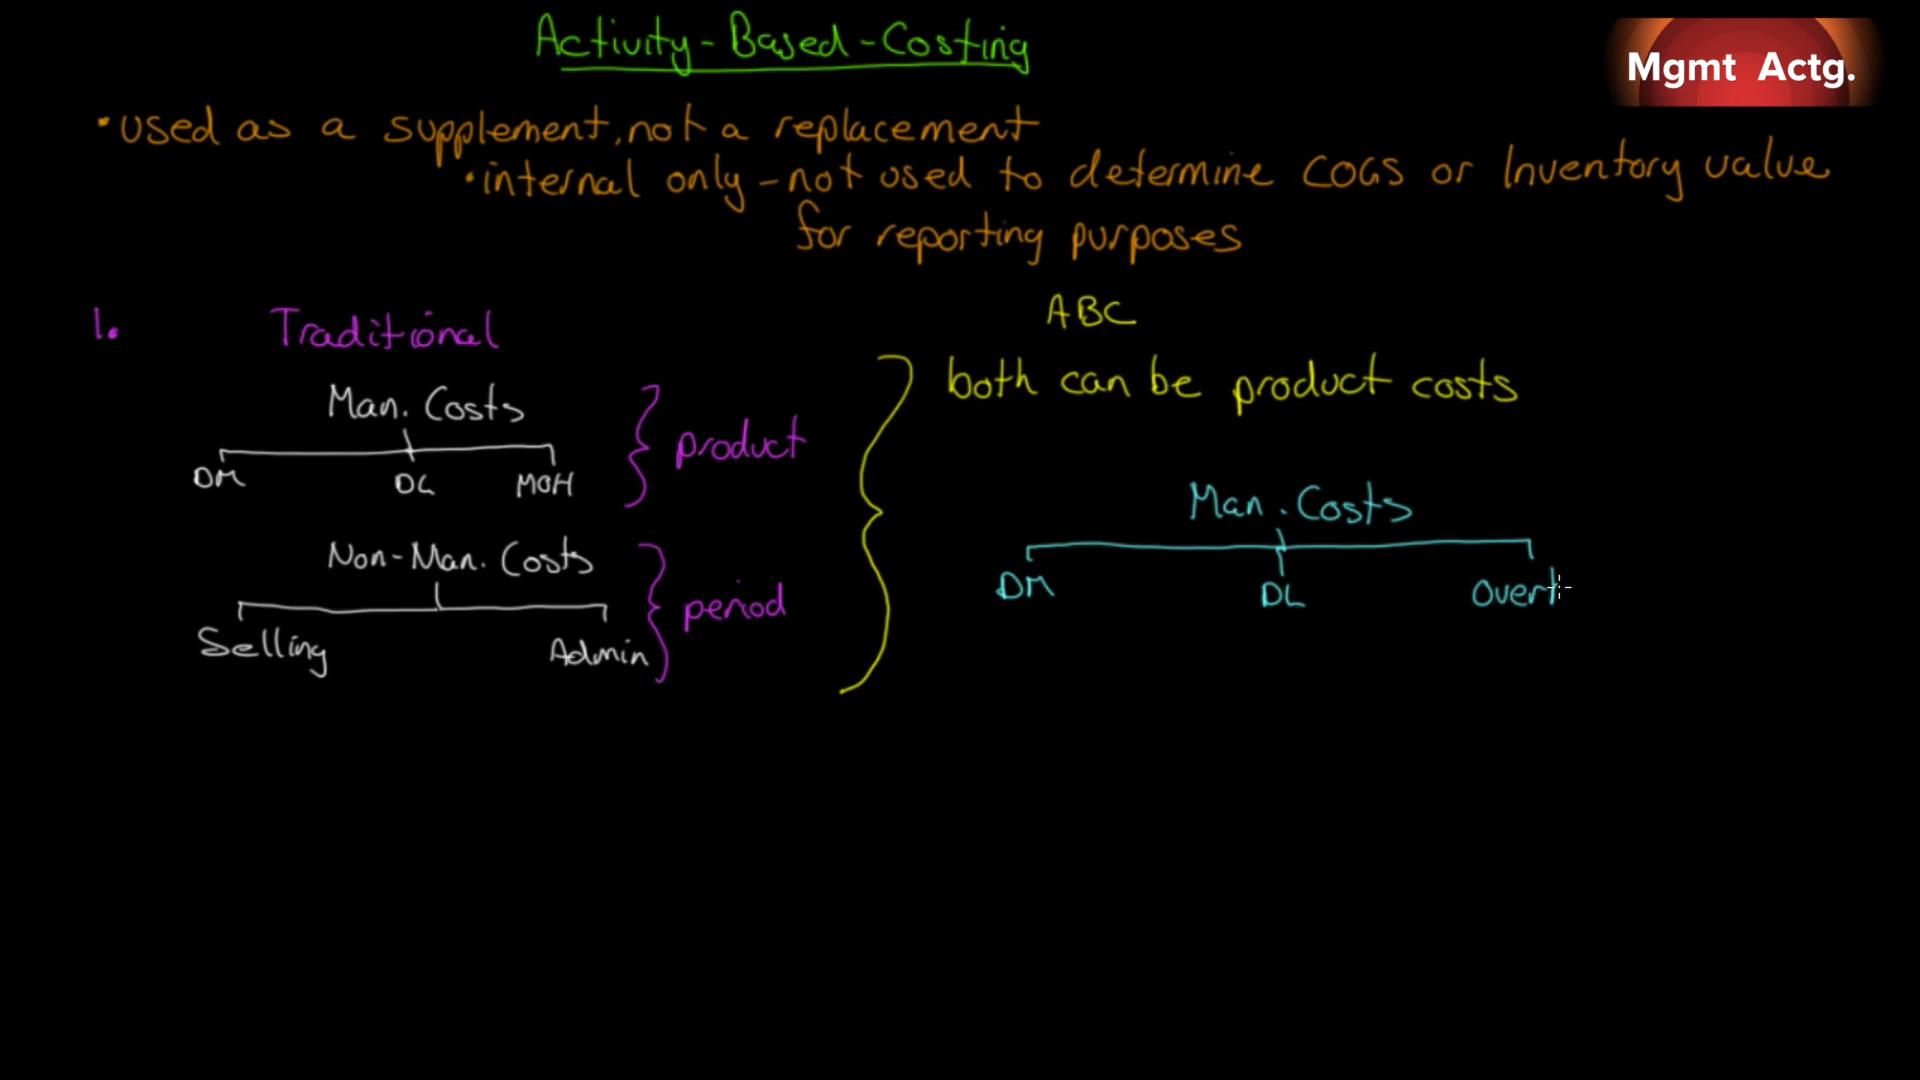 Activity-Based-Costing
Mgmt Actg.
•used as a supplement, not a replacement
•internal only - not used to determine COGS or Inventory value
for reporting purposes
1. Traditional
ABC
both can be product costs
Man. Costs
DM DL MOH
product
Non-Man. Costs
Selling Admin
period
Man. Costs
DM DL Overt